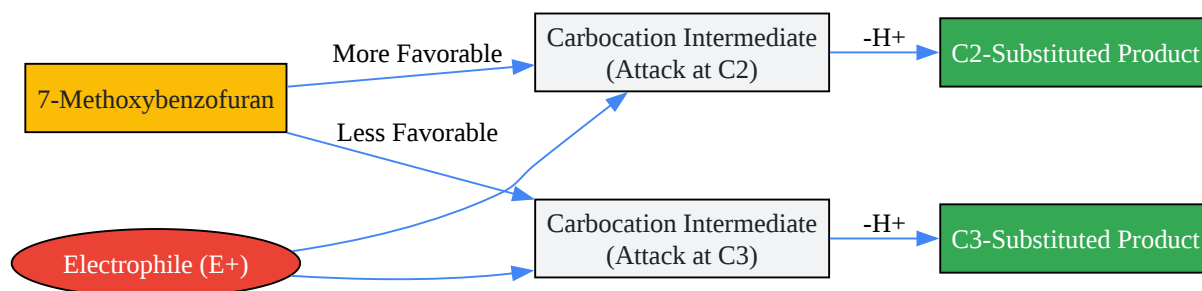 7-Methoxybenzofuran
Electrophile (E+)
More Favorable
Less Favorable
Carbocation Intermediate
(Attack at C2)
Carbocation Intermediate
(Attack at C3)
-H+
-H+
C2-Substituted Product
C3-Substituted Product